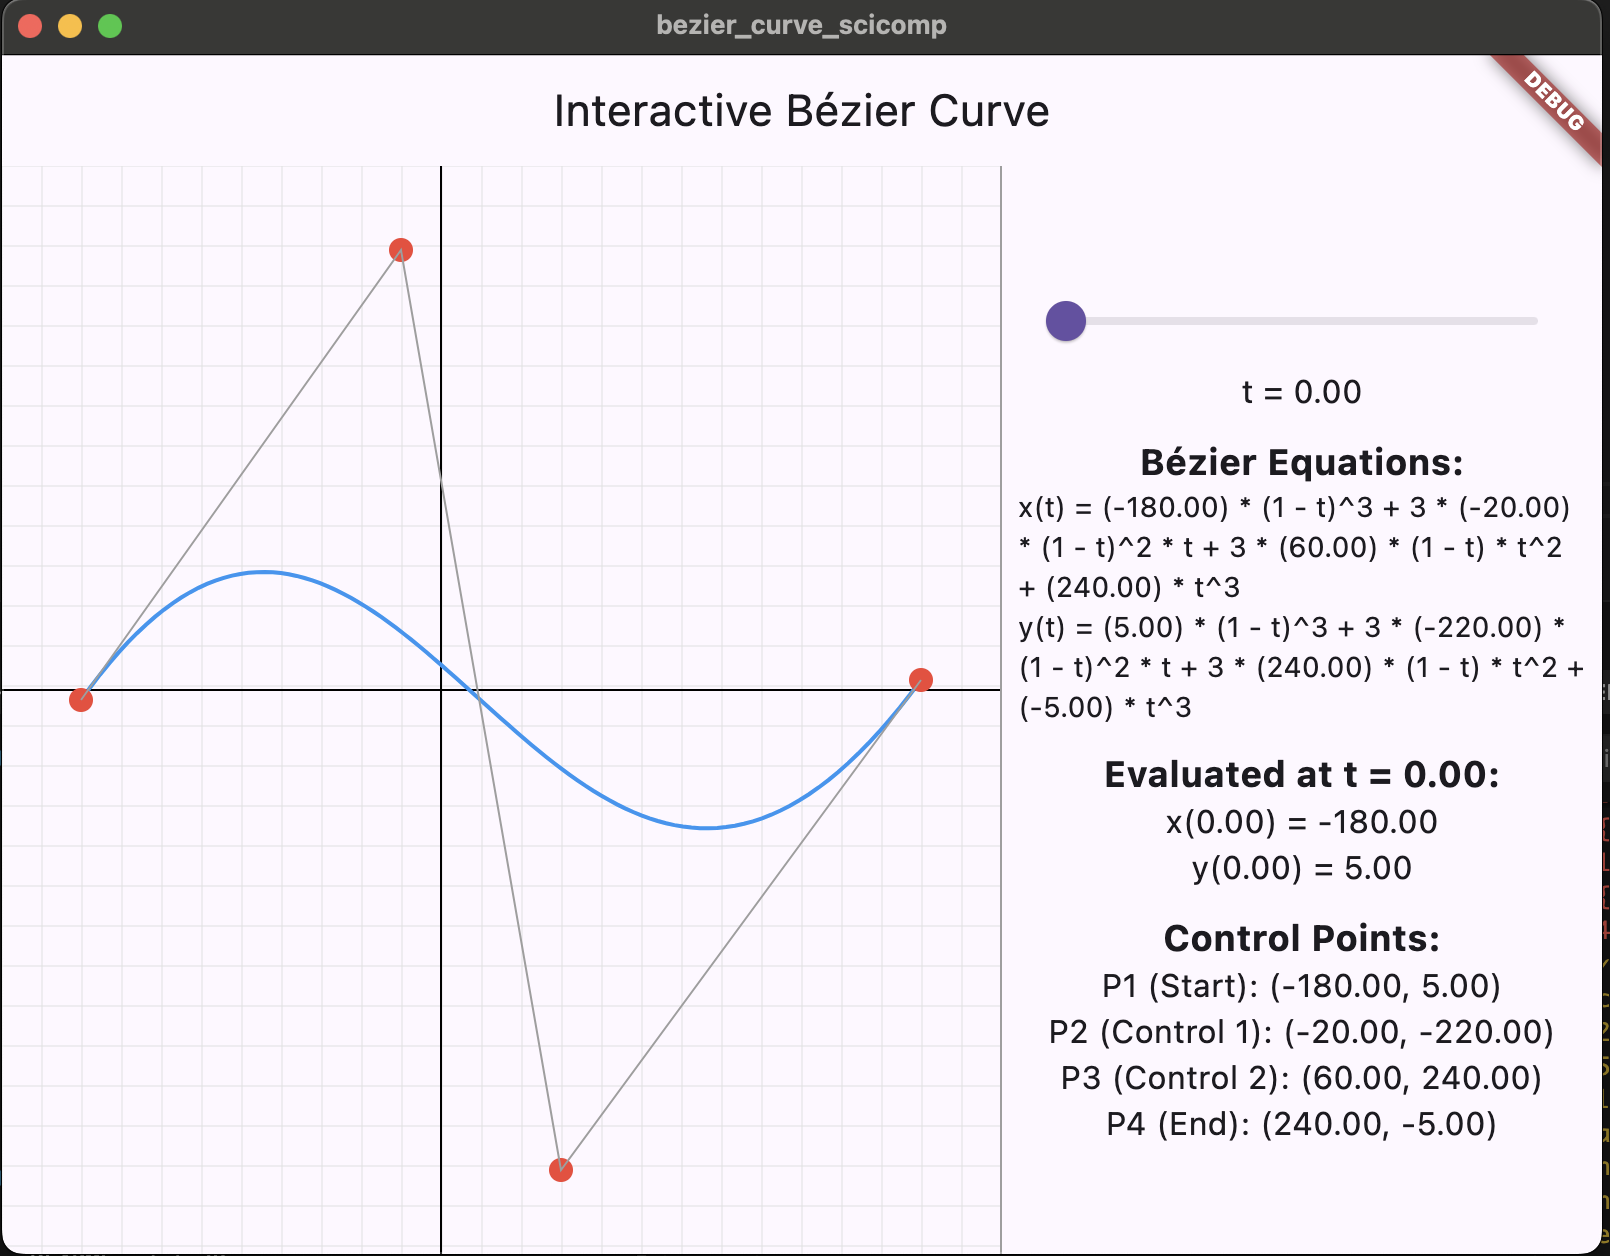 bezier_curve_scicomp
DEBUG
Interactive Bézier Curve
t = 0.00
Bézier Equations:
x(t) = (-180.00) * (1 - t)^3 + 3 * (-20.00)
* (1 - t)^2 * t + 3 * (60.00) * (1 - t) * t^2
+ (240.00) * t^3
y(t) = (5.00) * (1 - t)^3 + 3 * (-220.00) *
(1 - t)^2 * t + 3 * (240.00) * (1 - t) * t^2 +
(-5.00) * t^3
Evaluated at t = 0.00:
x(0.00) = -180.00
y(0.00) = 5.00
Control Points:
P1 (Start): (-180.00, 5.00)
P2 (Control 1): (-20.00, -220.00)
P3 (Control 2): (60.00, 240.00)
P4 (End): (240.00, -5.00)